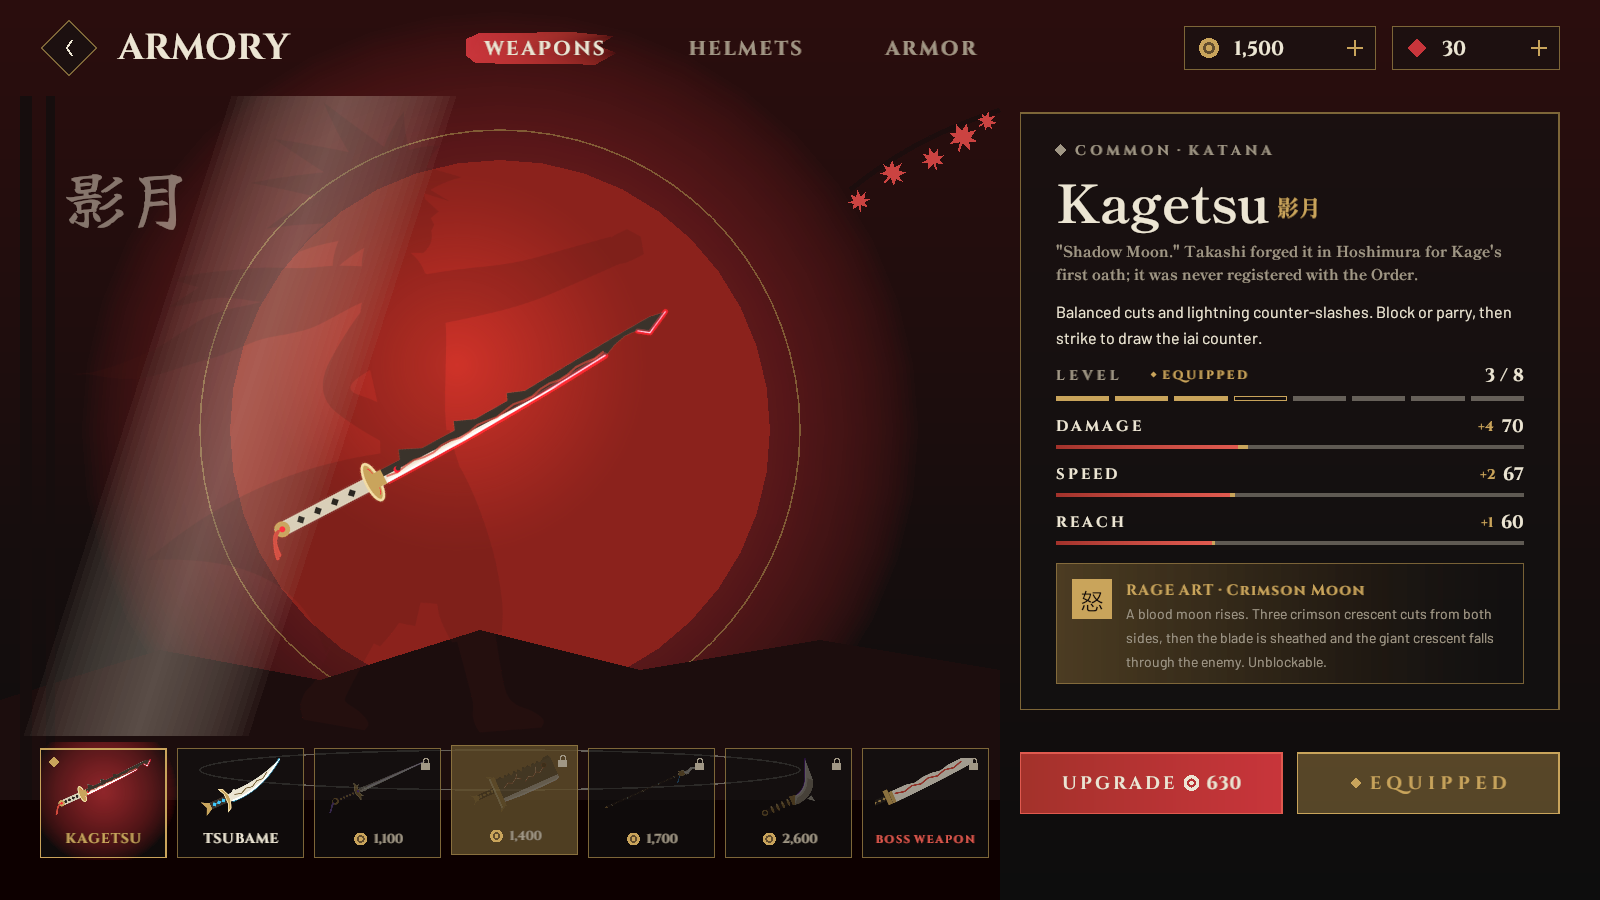 ARMORY
WEAPONS
HELMETS
ARMOR
1,500
30
影月
COMMON · KATANA
Kagetsu 影月
"Shadow Moon." Takashi forged it in Hoshimura for Kage's
first oath; it was never registered with the Order.
Balanced cuts and lightning counter-slashes. Block or parry, then
strike to draw the iai counter.
LEVEL EQUIPPED 3 / 8
DAMAGE +4 70
SPEED +2 67
REACH +1 60
怒
RAGE ART · CRIMSON MOON
A blood moon rises. Three crimson crescent cuts from both
sides, then the blade is sheathed and the giant crescent falls
through the enemy. Unblockable.
KAGETSU
TSUBAME
1,100
1,400
1,700
2,600
BOSS WEAPON
UPGRADE 630
EQUIPPED